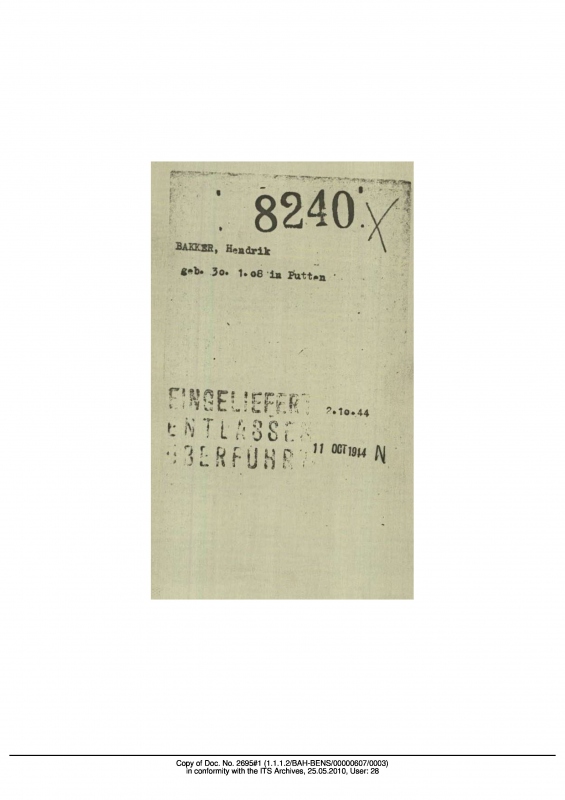 8240
X
BAKKER, Hendrik
geb. 30. 1.08 in Putten
EINGELIEFERT 2.10.44
ENTLASSEN
ÜBERFÜHRT 11 OCT 1944 N
Copy of Doc. No. 2695#1 (1.1.1.2/BAH-BENS/00000607/0003)
in conformity with the ITS Archives, 25.05.2010, User: 28